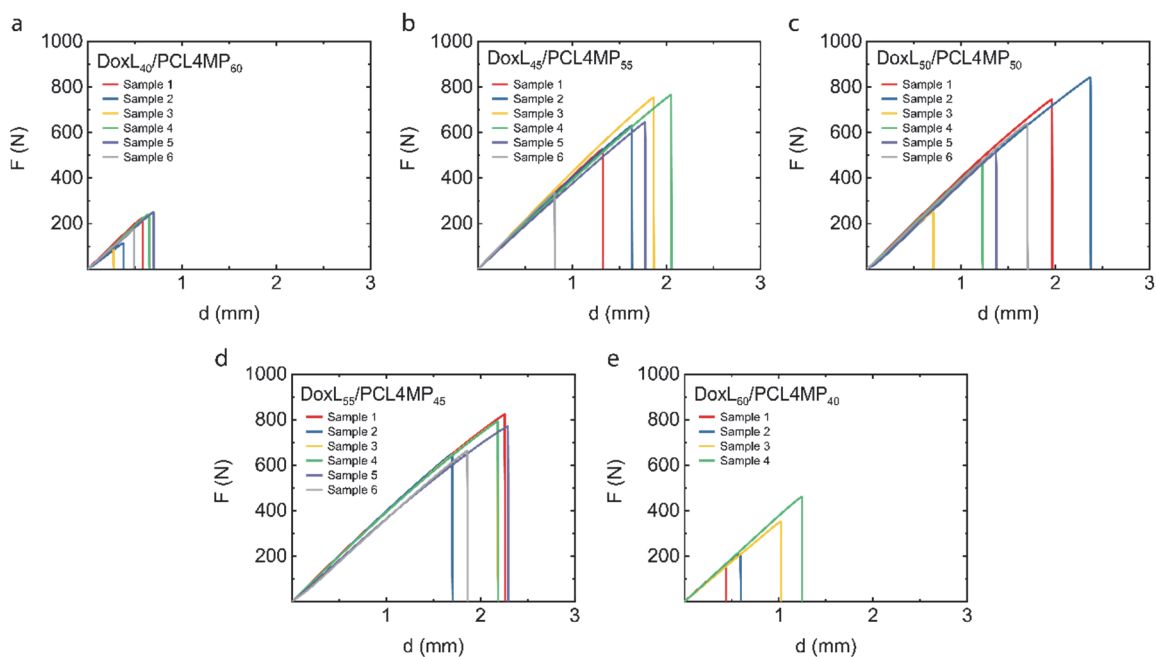 a
DoxL40/PCL4MP60
Sample 1
Sample 2
Sample 3
Sample 4
Sample 5
Sample 6
1000
800
600
400
200
F (N)
1 2 3
d (mm)
b
DoxL45/PCL4MP55
Sample 1
Sample 2
Sample 3
Sample 4
Sample 5
Sample 6
1000
800
600
400
200
F (N)
1 2 3
d (mm)
c
DoxL50/PCL4MP50
Sample 1
Sample 2
Sample 3
Sample 4
Sample 5
Sample 6
1000
800
600
400
200
F (N)
1 2 3
d (mm)
d
DoxL55/PCL4MP45
Sample 1
Sample 2
Sample 3
Sample 4
Sample 5
Sample 6
1000
800
600
400
200
F (N)
1 2 3
d (mm)
e
DoxL60/PCL4MP40
Sample 1
Sample 2
Sample 3
Sample 4
1000
800
600
400
200
F (N)
1 2 3
d (mm)